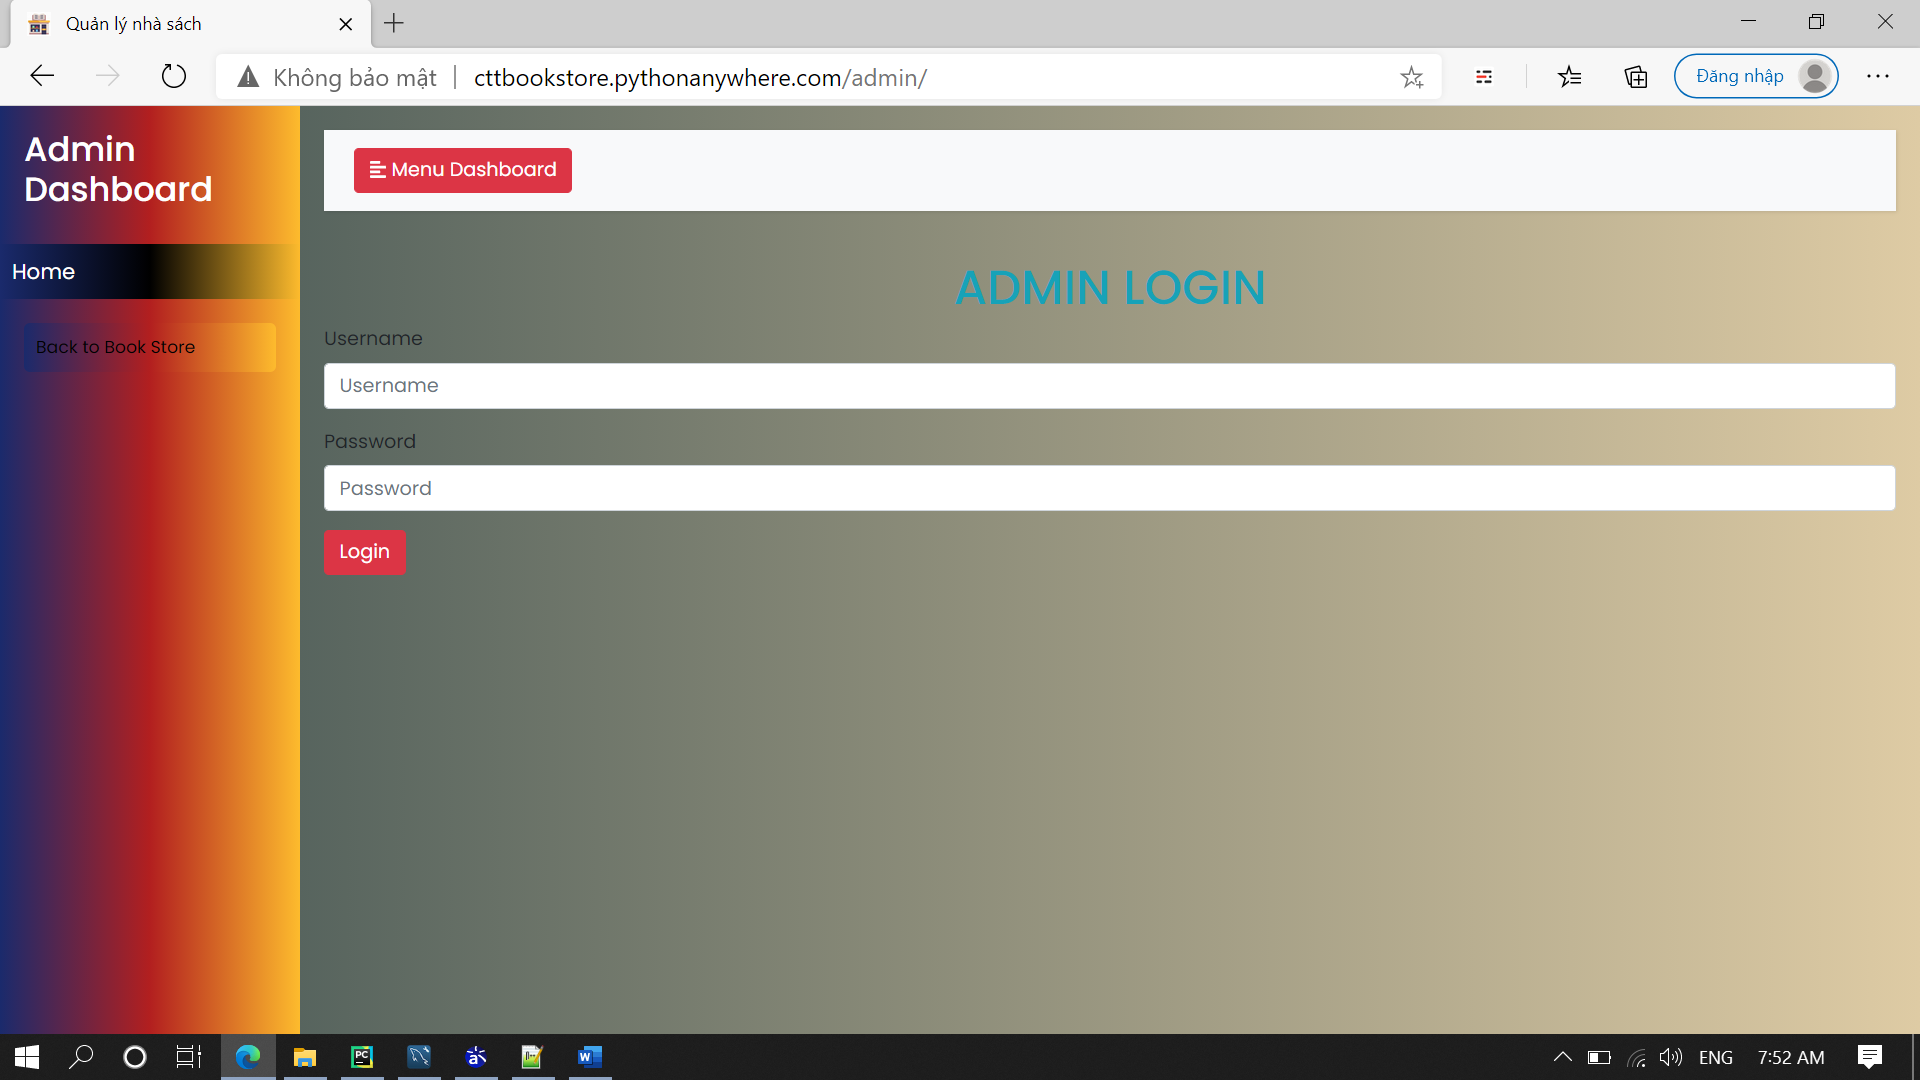 Quản lý nhà sách
Không bảo mật | cttbookstore.pythonanywhere.com/admin/
Đăng nhập
Admin
Dashboard
Home
Back to Book Store
Menu Dashboard
ADMIN LOGIN
Username
Username
Password
Password
Login
ENG
7:52 AM